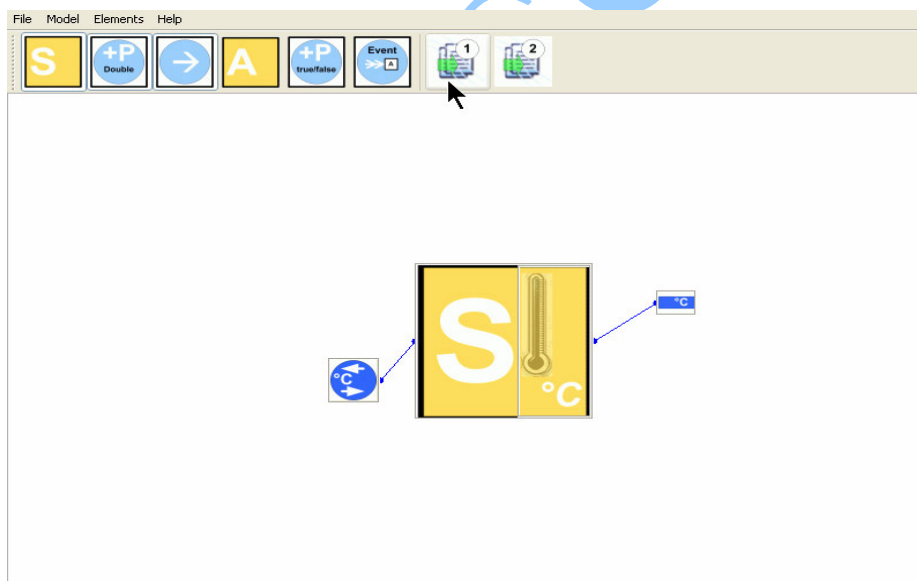 File Model Elements Help
S +P Double A +P true/false Event A 1 2
S °C
°C
°C